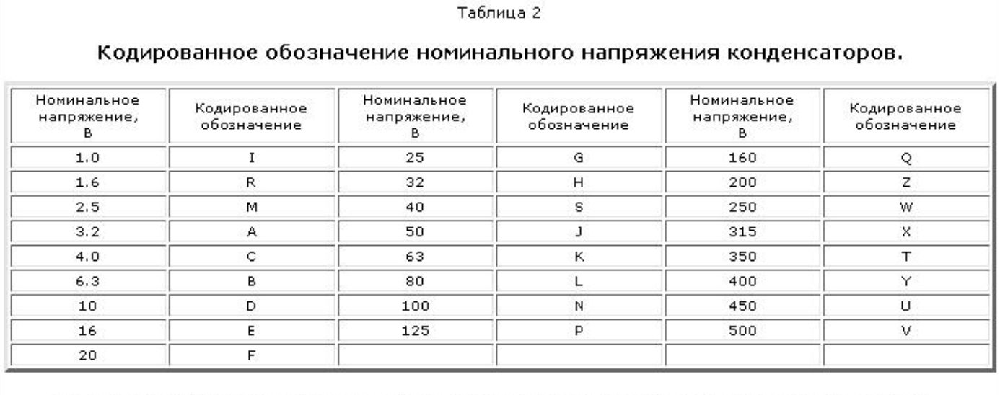 Таблица 2
Кодированное обозначение номинального напряжения конденсаторов.
Номинальное напряжение, В Кодированное обозначение Номинальное напряжение, В Кодированное обозначение Номинальное напряжение, В Кодированное обозначение
1.0 I 25 G 160 Q
1.6 R 32 H 200 Z
2.5 M 40 S 250 W
3.2 A 50 J 315 X
4.0 C 63 K 350 T
6.3 B 80 L 400 Y
10 D 100 N 450 U
16 E 125 P 500 V
20 F